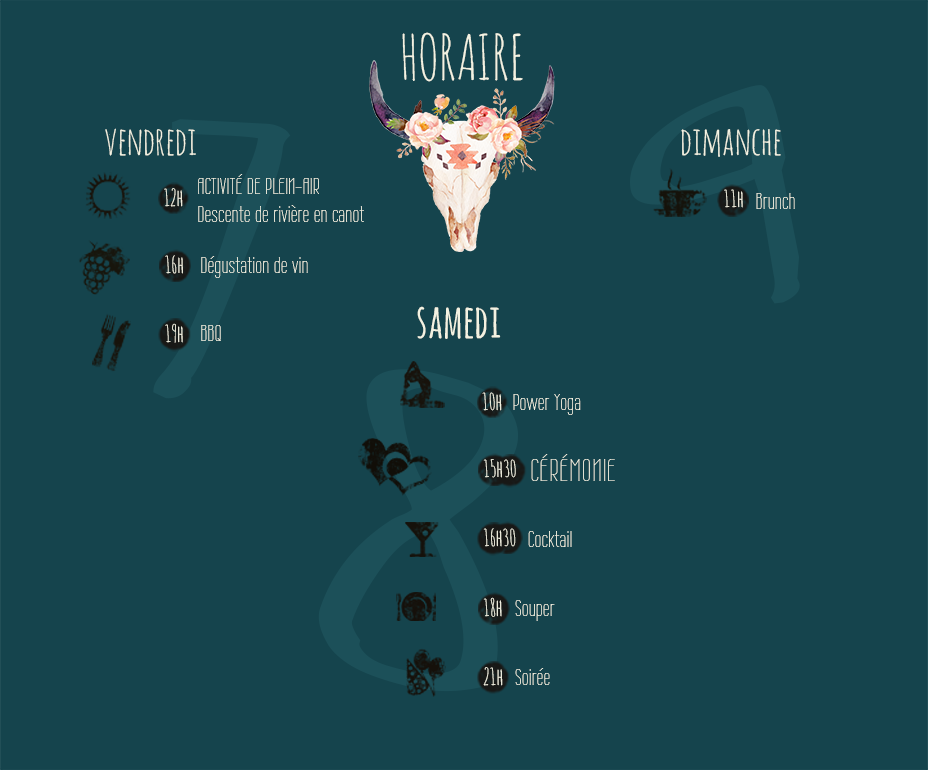 HORAIRE
VENDREDI
7
12H
ACTIVITÉ DE PLEIN-AIR
Descente de rivière en canot
16H Dégustation de vin
19H BBQ
SAMEDI
8
10H Power Yoga
15H30 CÉRÉMONIE
16H30 Cocktail
18H Souper
21H Soirée
DIMANCHE
9
11H Brunch